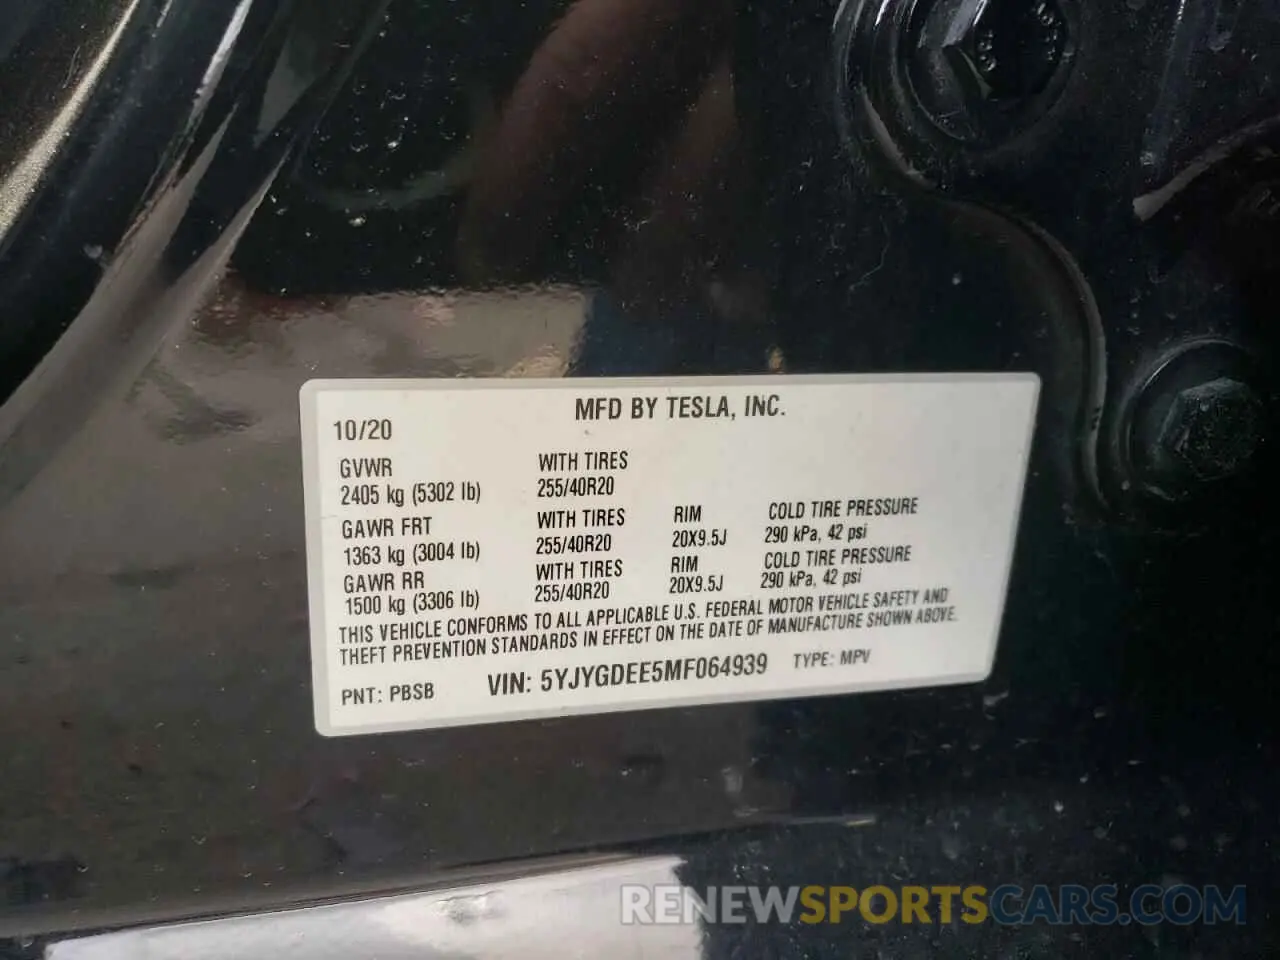 MFD BY TESLA, INC.
10/20
GVWR WITH TIRES
2405 kg (5302 lb) 255/40R20
GAWR FRT WITH TIRES RIM COLD TIRE PRESSURE
1363 kg (3004 lb) 255/40R20 20X9.5J 290 kPa, 42 psi
GAWR RR WITH TIRES RIM COLD TIRE PRESSURE
1500 kg (3306 lb) 255/40R20 20X9.5J 290 kPa, 42 psi
THIS VEHICLE CONFORMS TO ALL APPLICABLE U.S. FEDERAL MOTOR VEHICLE SAFETY AND
THEFT PREVENTION STANDARDS IN EFFECT ON THE DATE OF MANUFACTURE SHOWN ABOVE.
PNT: PBSB VIN: 5YJYGDEE5MF064939 TYPE: MPV
RENEWSPORTSCARS.COM